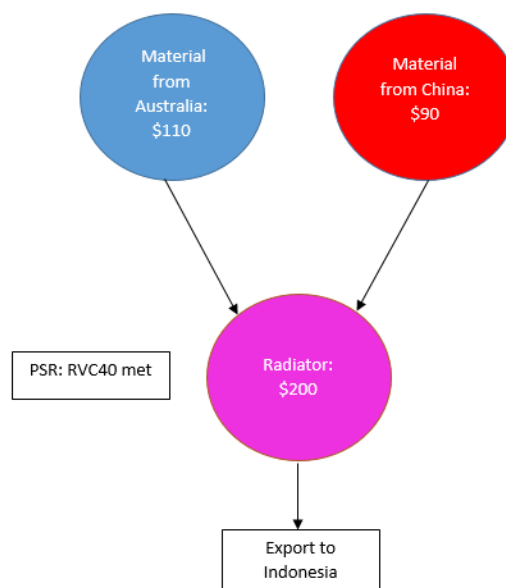 Material
from
Australia:
$110
Material
from China:
$90
PSR: RVC40 met
Radiator:
$200
Export to
Indonesia